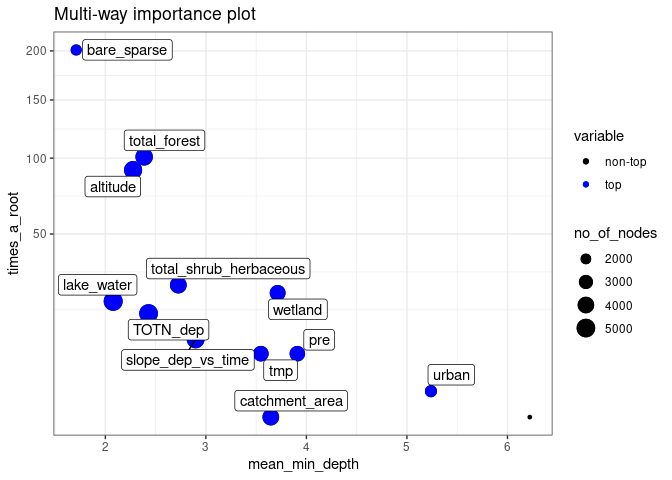 Multi-way importance plot
200
150
100
50
times_a_root
bare_sparse
total_forest
altitude
total_shrub_herbaceous
lake_water
wetland
TOTN_dep
pre
slope_dep_vs_time
tmp
urban
catchment_area
2 3 4 5 6
mean_min_depth
variable
non-top
top
no_of_nodes
2000
3000
4000
5000